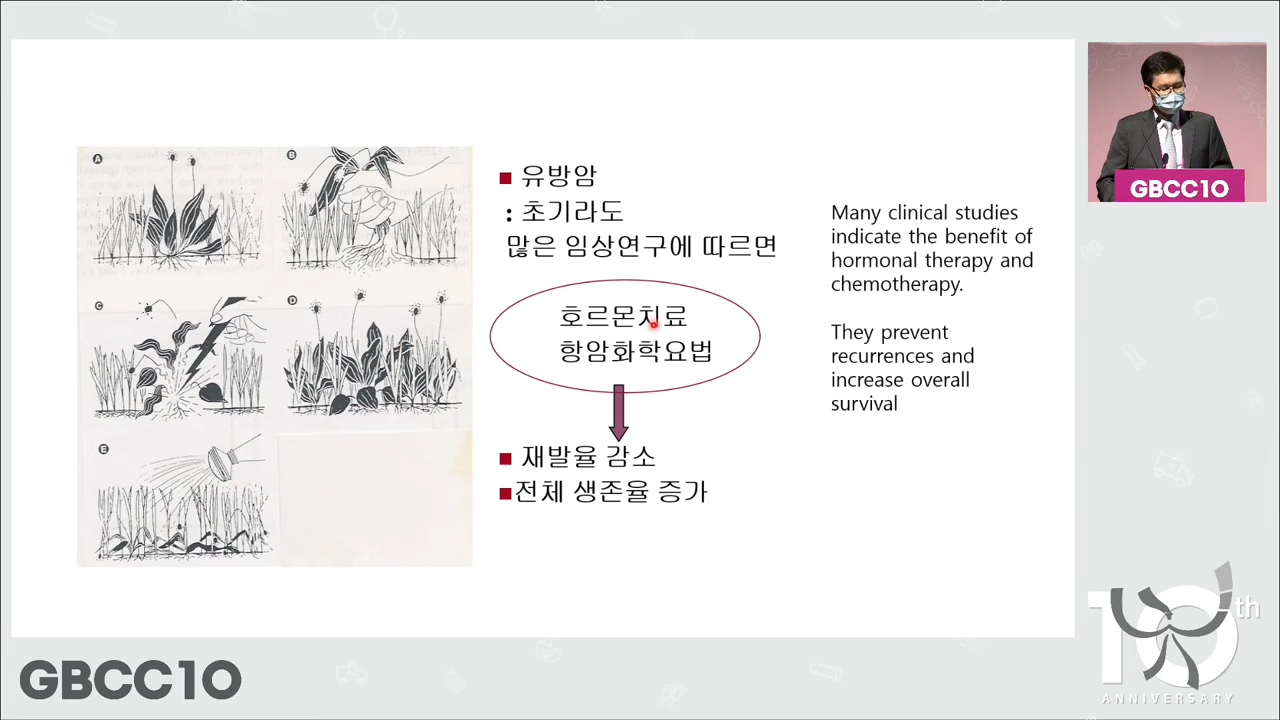 A
B
C
D
E
■ 유방암
: 초기라도
많은 임상연구에 따르면
호르몬치료
항암화학요법
■ 재발율 감소
■전체 생존율 증가
Many clinical studies
indicate the benefit of
hormonal therapy and
chemotherapy.
They prevent
recurrences and
increase overall
survival
GBCC10
GBCC10
10th
ANNIVERSARY